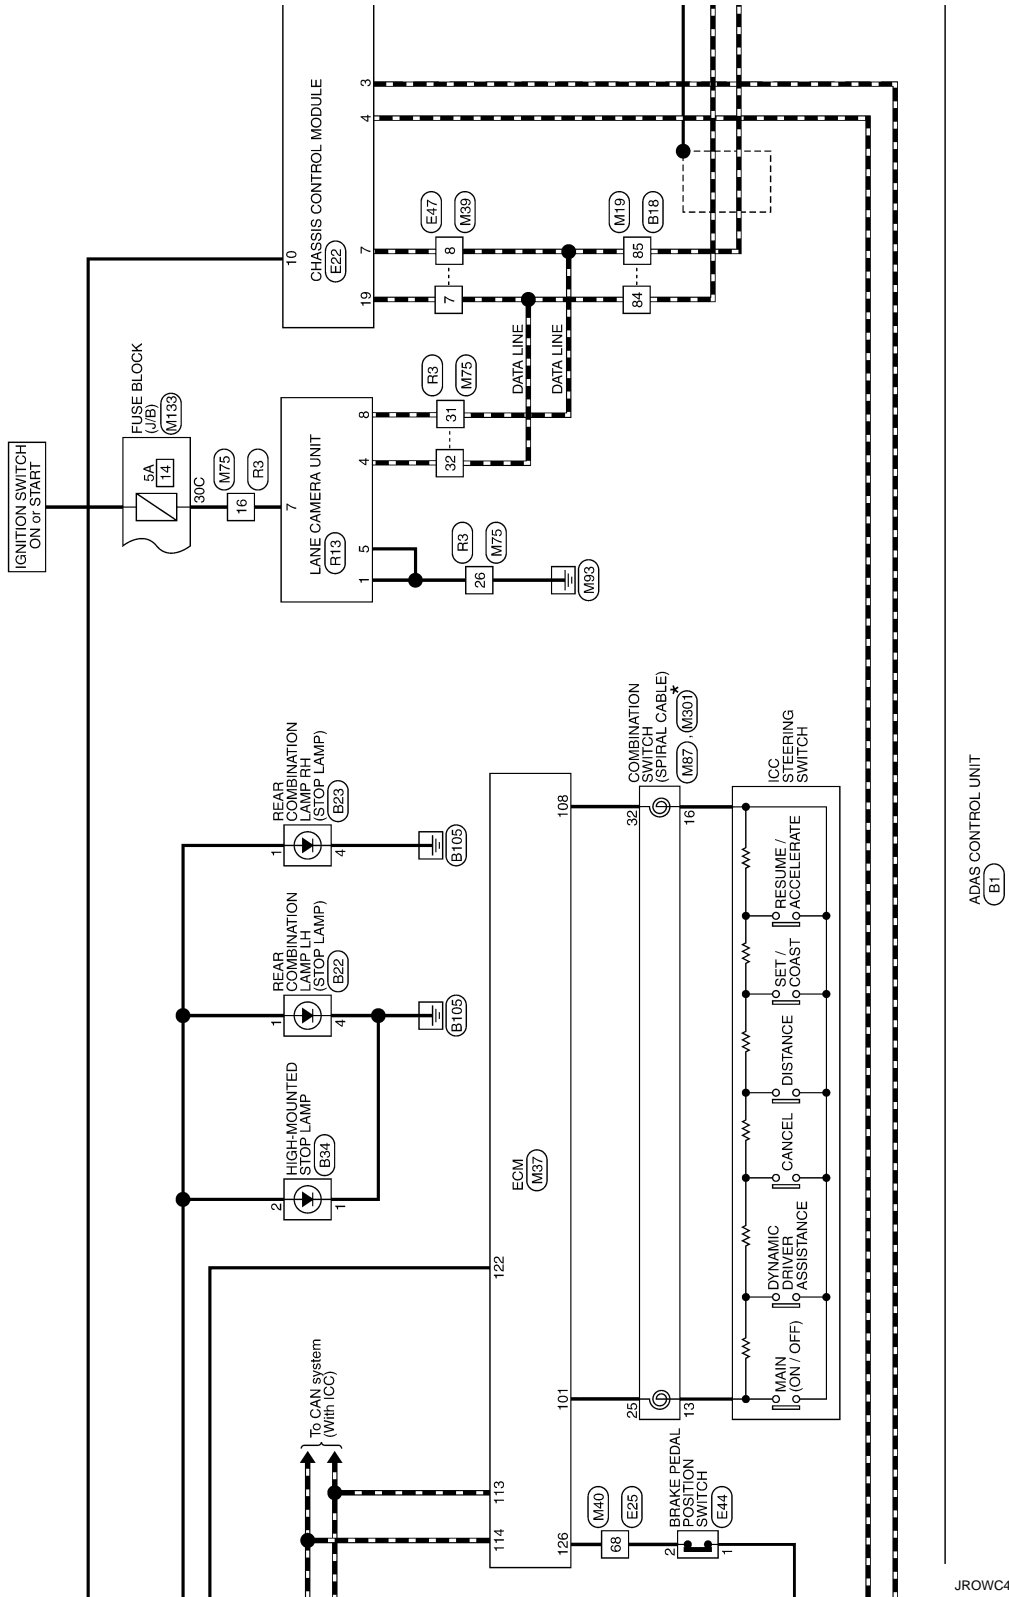 IGNITION SWITCH
ON or START
FUSE BLOCK
(J/B)
M133
5A
14
30C
M75
R3
16
7
LANE CAMERA UNIT
R13
8
4
5
1
R3
M75
31
32
R3
M75
26
M93
DATA LINE
DATA LINE
10
CHASSIS CONTROL MODULE
E22
3
4
7
19
E47
M39
8
7
M19
B18
85
84
REAR
COMBINATION
LAMP RH
(STOP LAMP)
B23
1
4
B105
REAR
COMBINATION
LAMP LH
(STOP LAMP)
B22
1
4
B105
HIGH-MOUNTED
STOP LAMP
B34
2
1
To CAN system
(With ICC)
ECM
M37
122
113
114
108
101
126
COMBINATION
SWITCH
(SPIRAL CABLE)
M87 , M301
*
32
16
25
13
ICC
STEERING
SWITCH
RESUME /
ACCELERATE
SET /
COAST
DISTANCE
CANCEL
DYNAMIC
DRIVER
ASSISTANCE
MAIN
(ON / OFF)
M40
E25
68
BRAKE PEDAL
POSITION
SWITCH
E44
2
1
ADAS CONTROL UNIT
B1
JROWC4